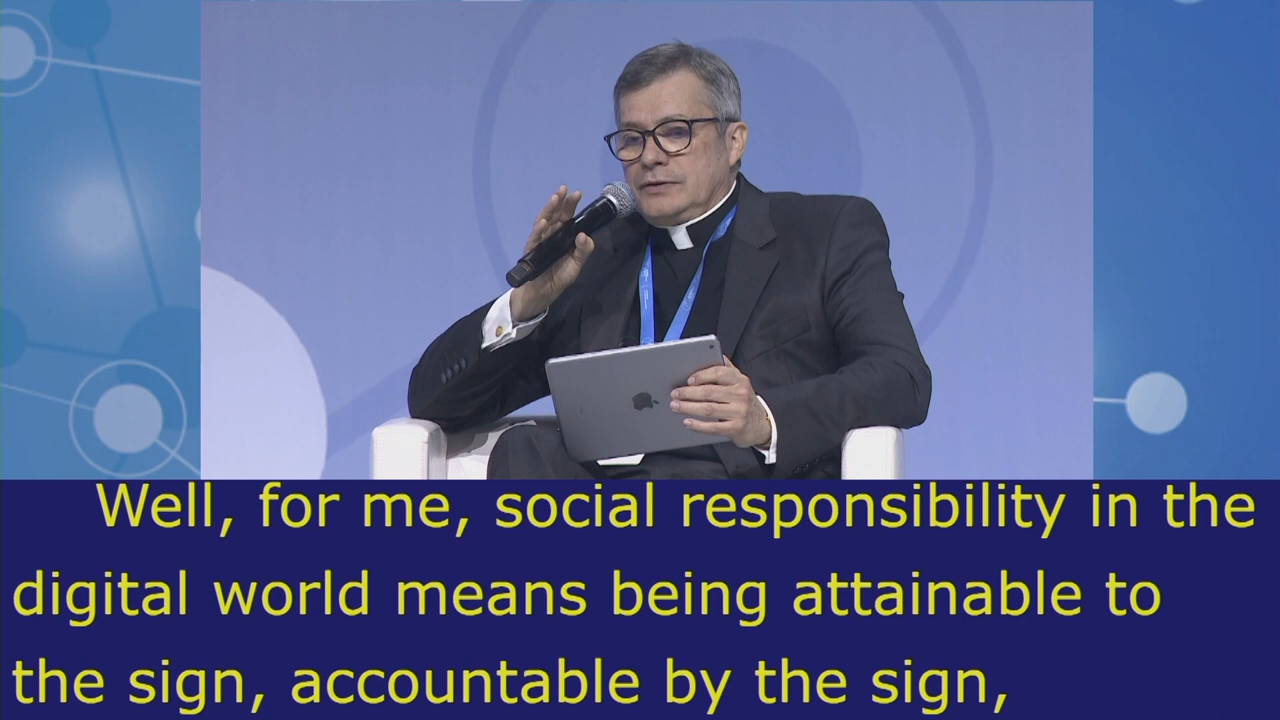 Well, for me, social responsibility in the
digital world means being attainable to
the sign, accountable by the sign,